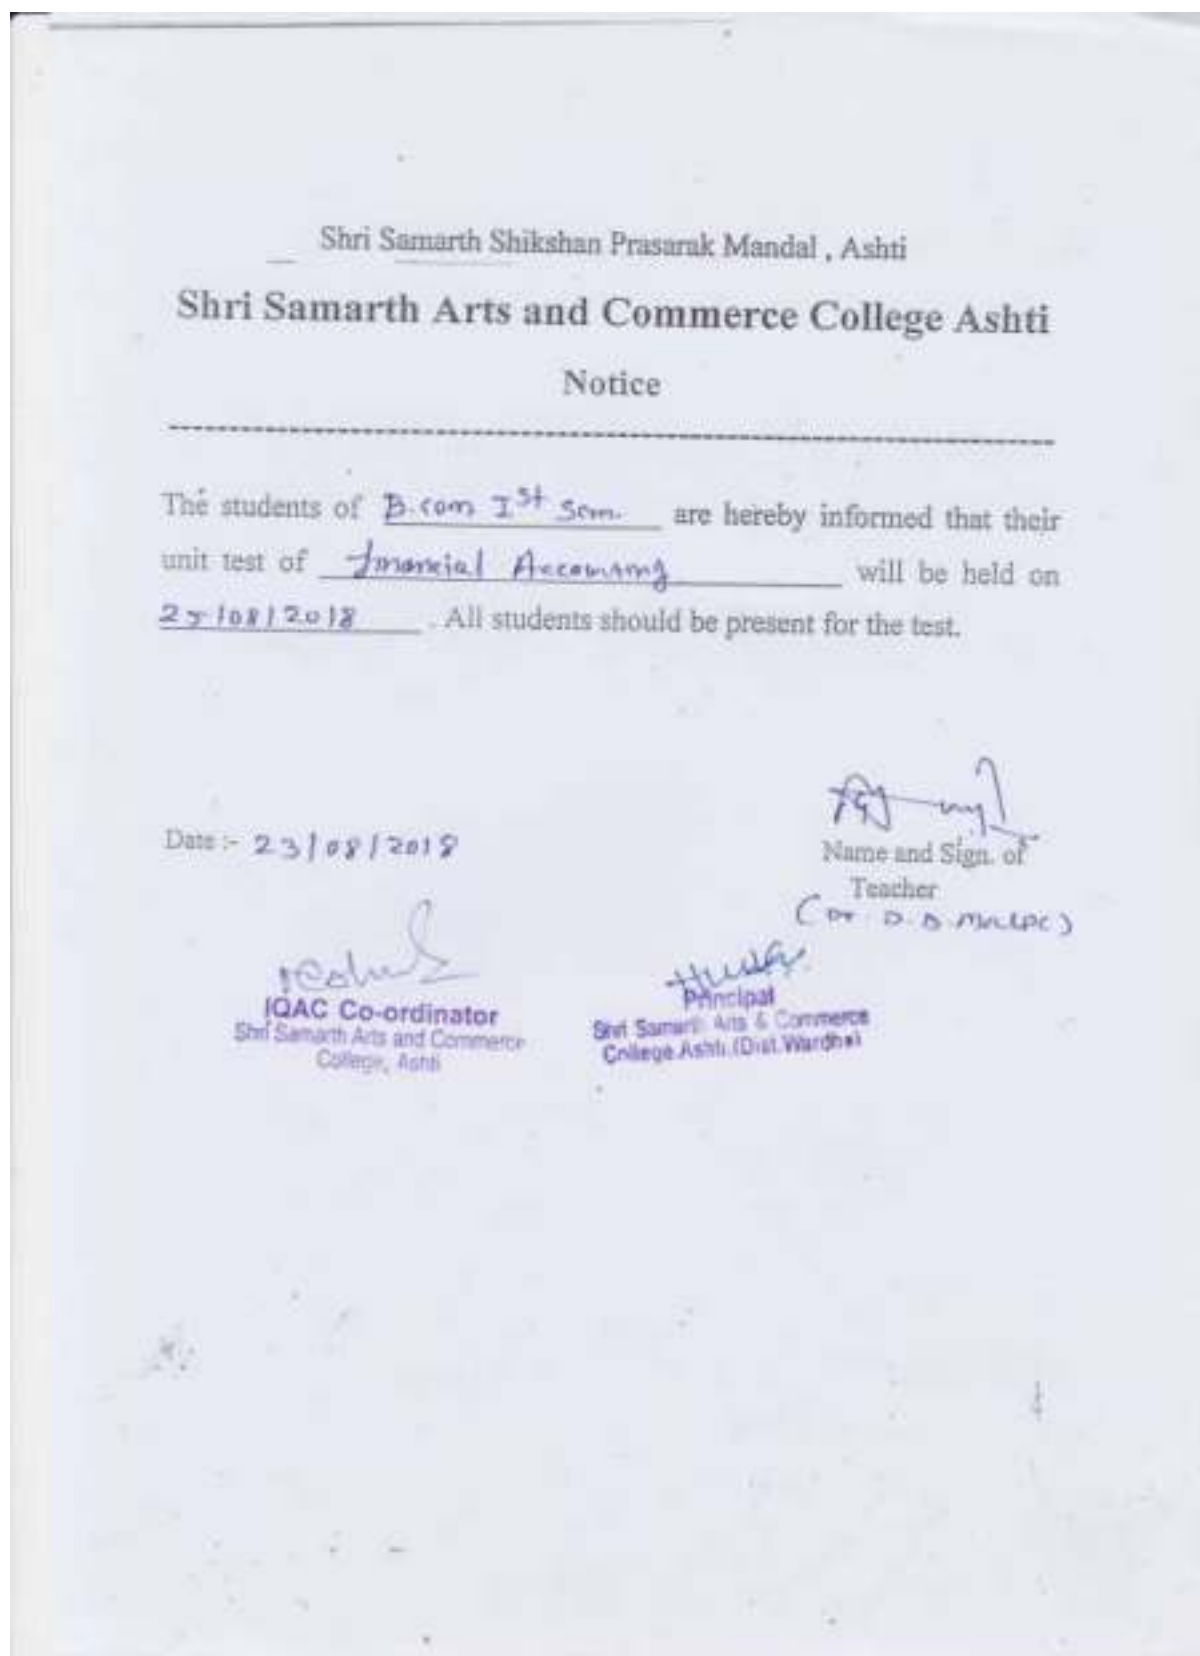 Shri Samarth Shikshan Prasarak Mandal , Ashti
Shri Samarth Arts and Commerce College Ashti
Notice
The students of B.com Ist Sem. are hereby informed that their
unit test of Financial Accounting will be held on
25/08/2018 . All students should be present for the test.
Date :- 23/08/2018
Name and Sign. of
Teacher
(Dr D. D.
IQAC Co-ordinator
Shri Samarth Arts and Commerce
College, Ashti
Principal
Shri Samarth Arts & Commerce
College Ashti.(Dist.Wardha)